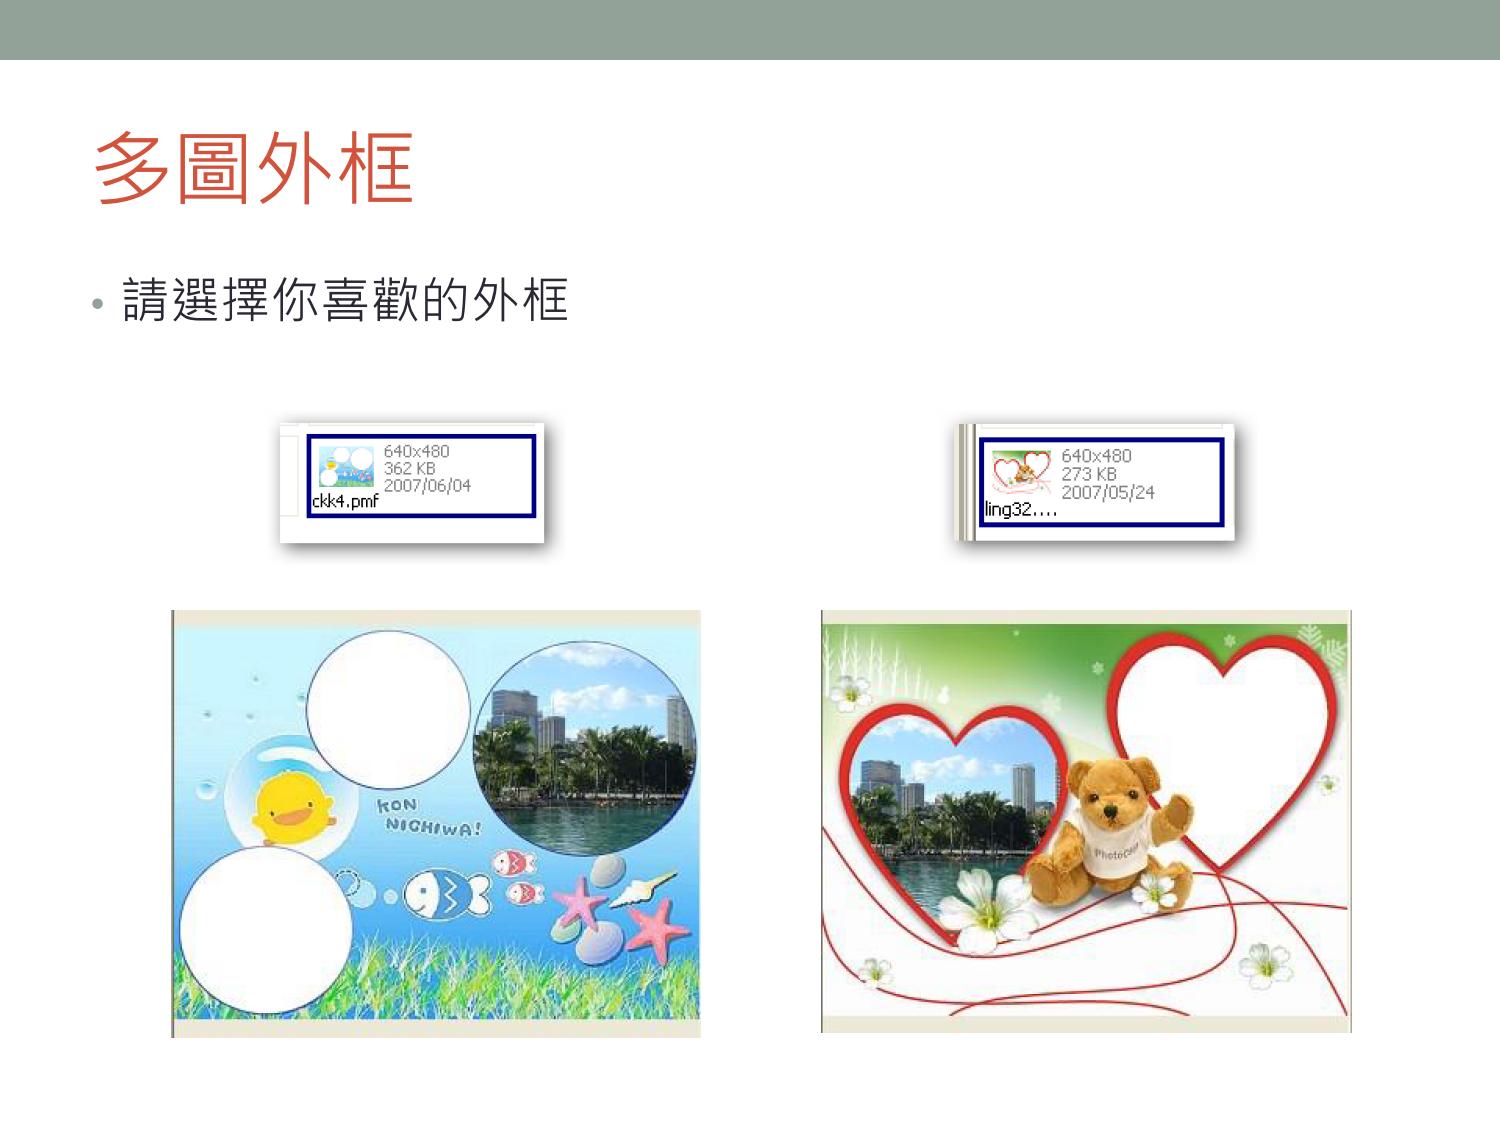 多圖外框
• 請選擇你喜歡的外框
640x480
362 KB
2007/06/04
ckk4.pmf
640x480
273 KB
2007/05/24
ling32....
KON
NICHIWA!